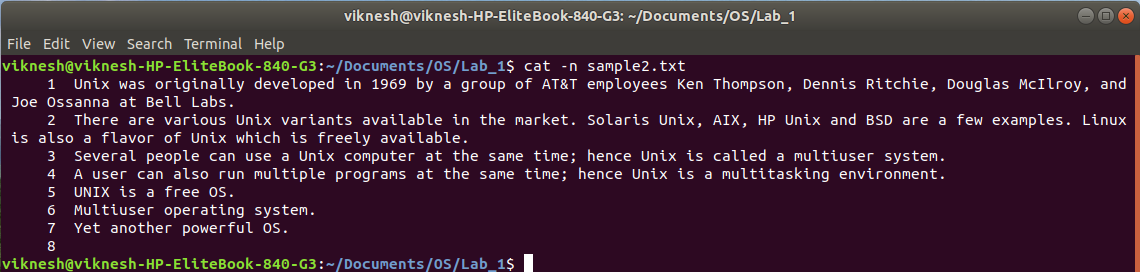 viknesh@viknesh-HP-EliteBook-840-G3: ~/Documents/OS/Lab_1
File Edit View Search Terminal Help
viknesh@viknesh-HP-EliteBook-840-G3:~/Documents/OS/Lab_1$ cat -n sample2.txt
1 Unix was originally developed in 1969 by a group of AT&T employees Ken Thompson, Dennis Ritchie, Douglas McIlroy, and
Joe Ossanna at Bell Labs.
2 There are various Unix variants available in the market. Solaris Unix, AIX, HP Unix and BSD are a few examples. Linux
is also a flavor of Unix which is freely available.
3 Several people can use a Unix computer at the same time; hence Unix is called a multiuser system.
4 A user can also run multiple programs at the same time; hence Unix is a multitasking environment.
5 UNIX is a free OS.
6 Multiuser operating system.
7 Yet another powerful OS.
8
viknesh@viknesh-HP-EliteBook-840-G3:~/Documents/OS/Lab_1$